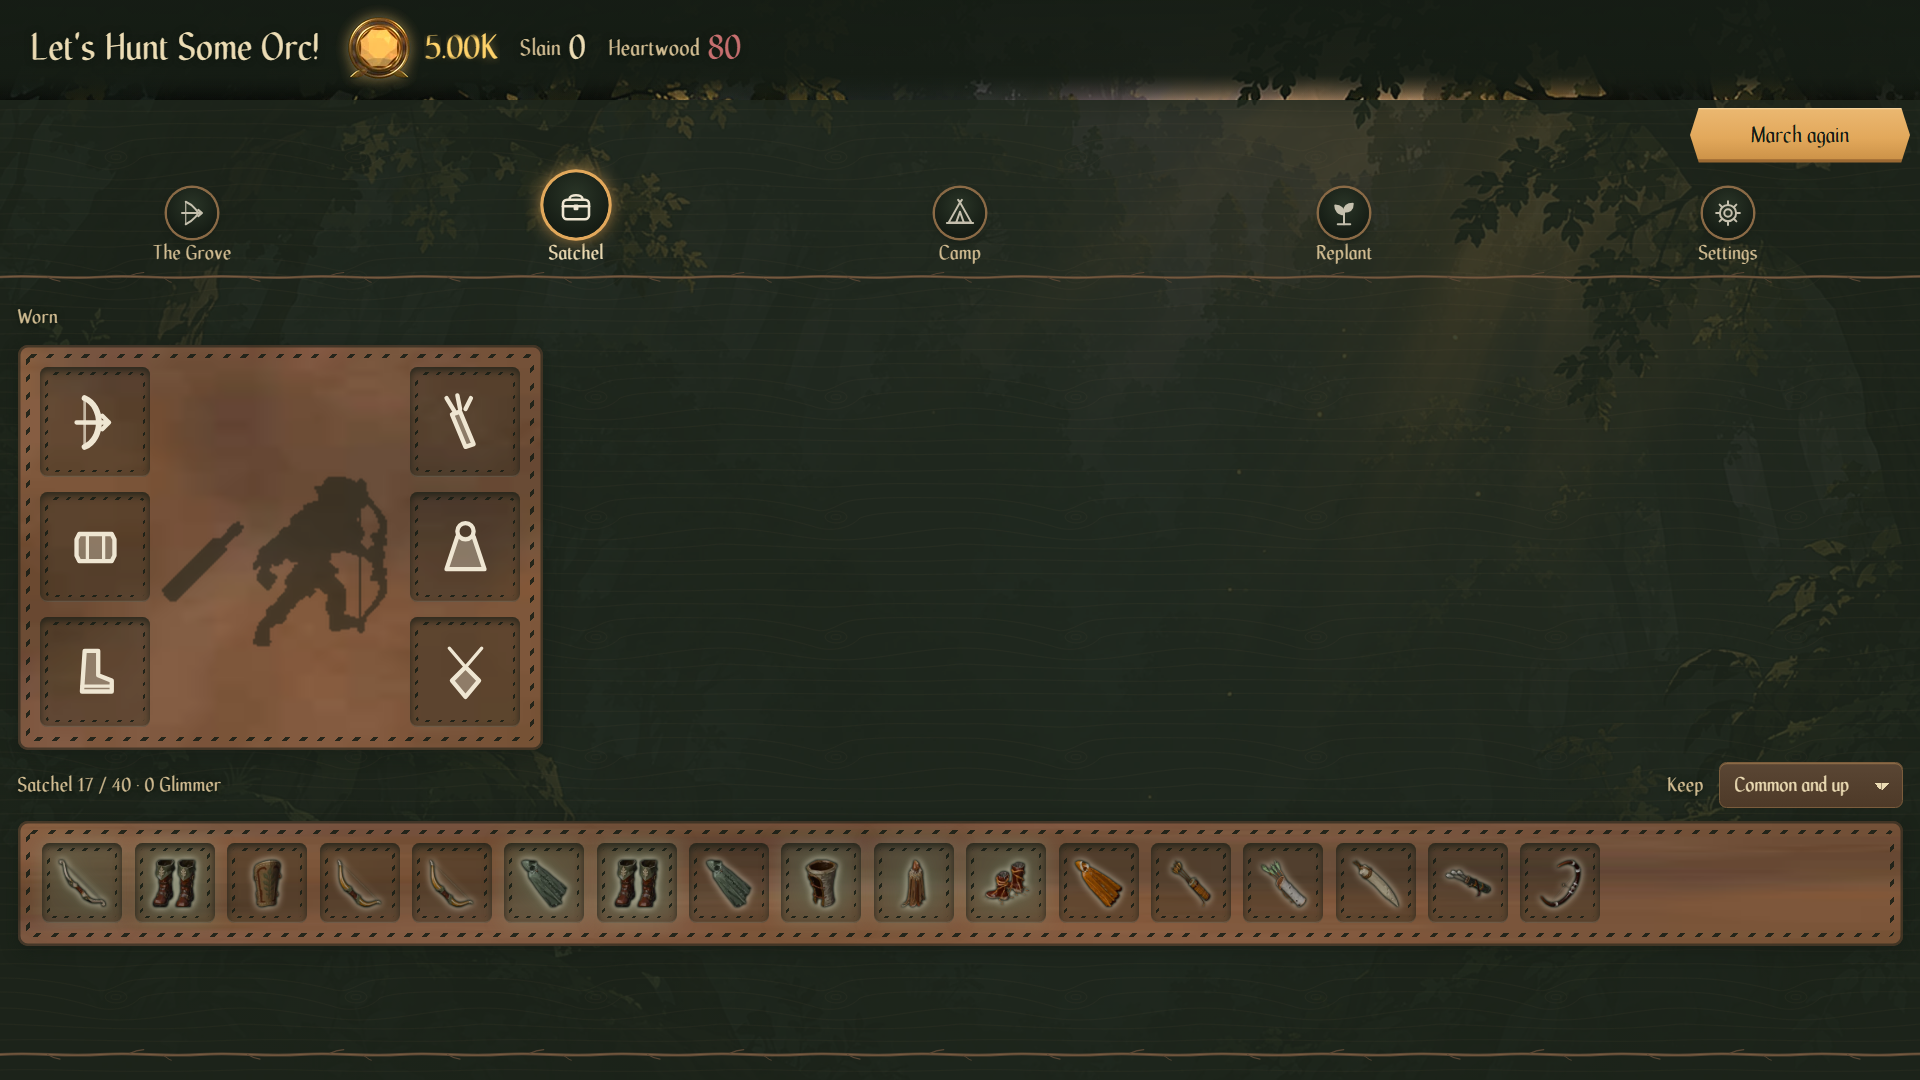 Let's Hunt Some Orc! 5.00K Slain 0 Heartwood 80
March again
The Grove Satchel Camp Replant Settings
Worn
Satchel 17 / 40 · 0 Glimmer Keep Common and up